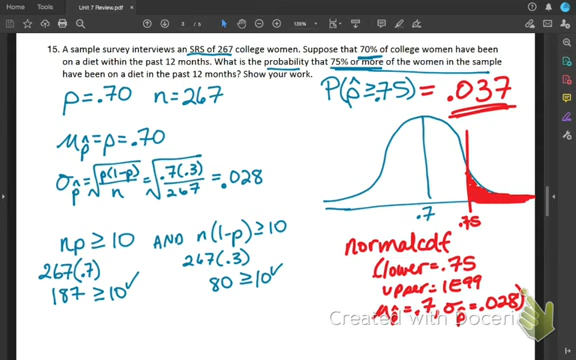 Home Tools Unit 7 Review.pdf ×
3 / 5 136%
15. A sample survey interviews an SRS of 267 college women. Suppose that 70% of college women have been
on a diet within the past 12 months. What is the probability that 75% or more of the women in the sample
have been on a diet in the past 12 months? Show your work.
p = .70 n = 267
P(p̂ ≥ .75) = .037
μp̂ = p = .70
σp̂ = √(p(1-p)/n) = √(.7(.3)/267) = .028
.7 .75
np ≥ 10 AND n(1-p) ≥ 10
267(.7) 267(.3)
187 ≥ 10 ✓ 80 ≥ 10 ✓
normalcdf
(lower = .75
upper = 1E99
μp̂ = .7, σp̂ = .028)
Created with Doceri